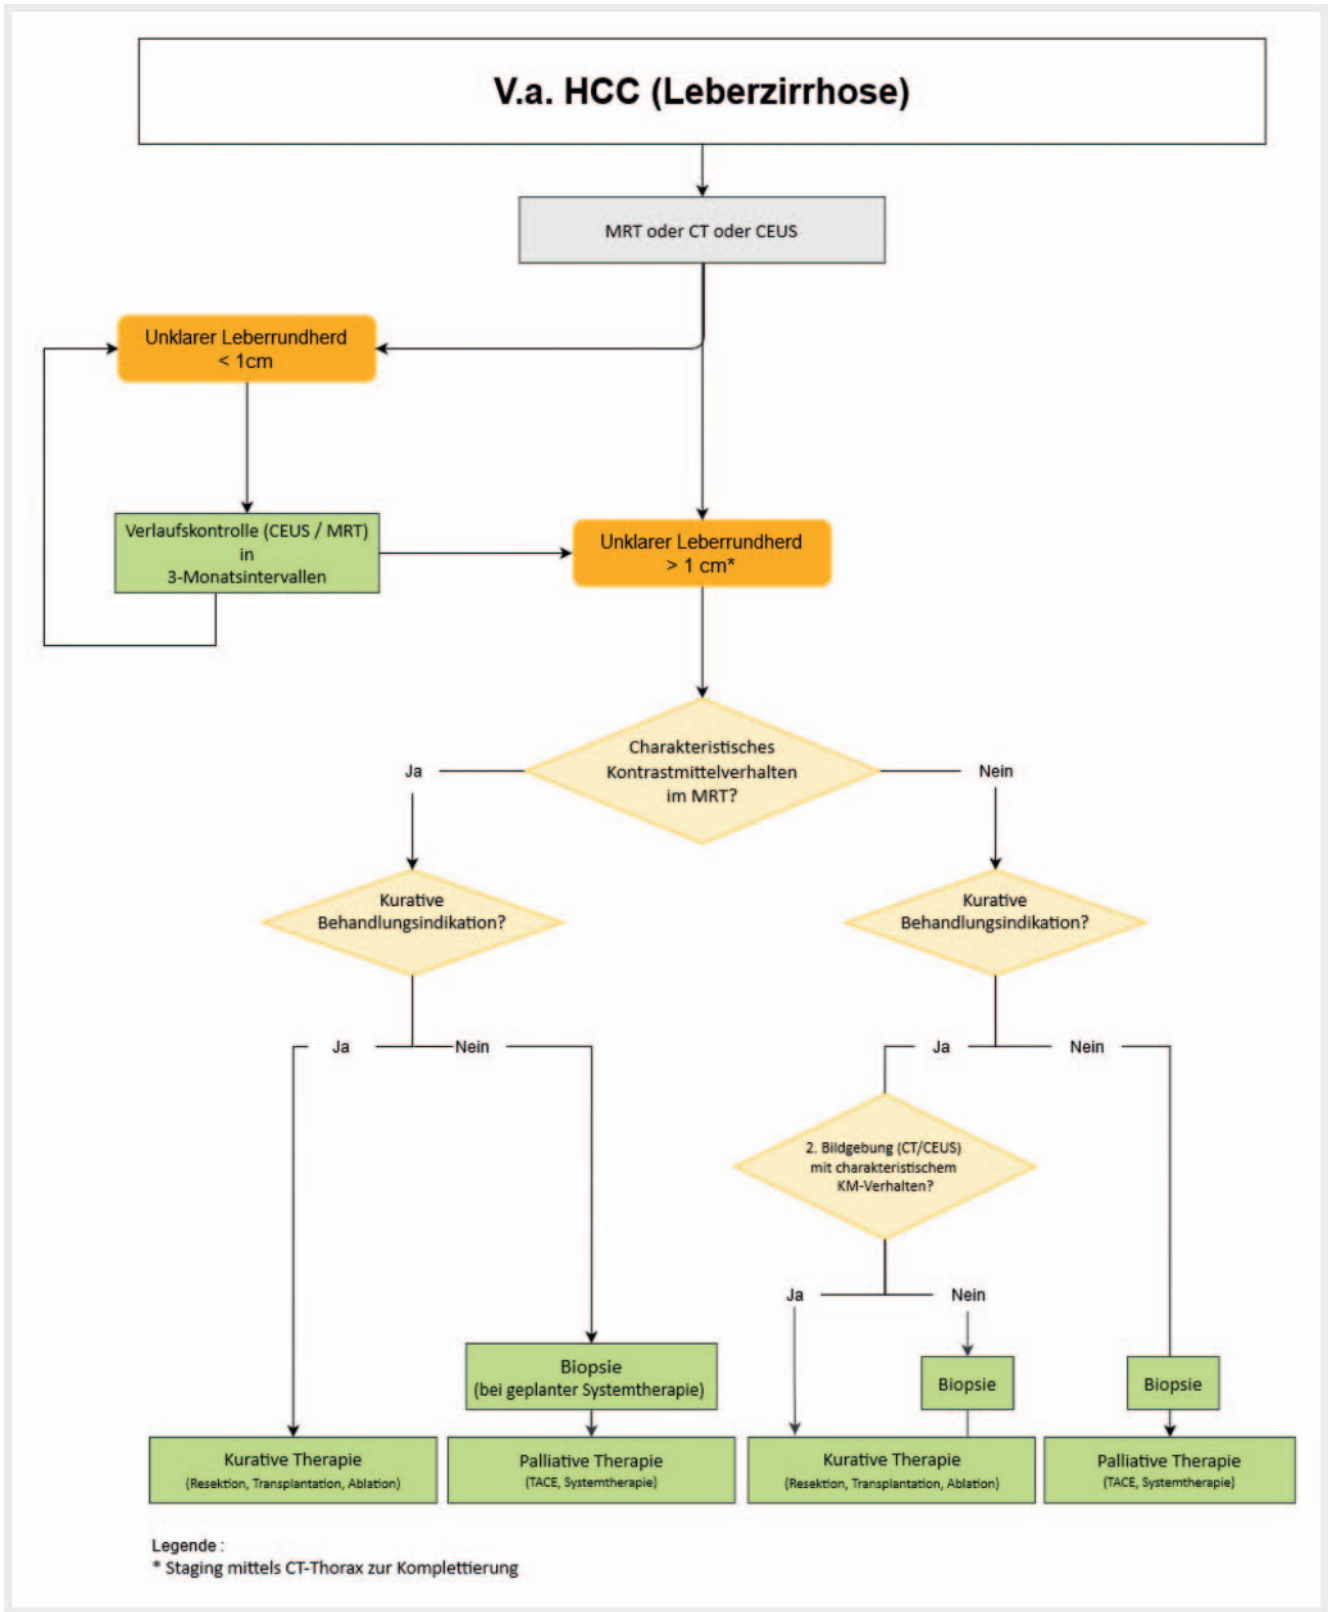 V.a. HCC (Leberzirrhose)
MRT oder CT oder CEUS
Unklarer Leberrundherd
< 1cm
Verlaufskontrolle (CEUS / MRT)
in
3-Monatsintervallen
Unklarer Leberrundherd
> 1 cm*
Charakteristisches
Kontrastmittelverhalten
im MRT?
Ja
Nein
Kurative
Behandlungsindikation?
Kurative
Behandlungsindikation?
Ja
Nein
Ja
Nein
2. Bildgebung (CT/CEUS)
mit charakteristischem
KM-Verhalten?
Ja
Nein
Biopsie
(bei geplanter Systemtherapie)
Biopsie
Biopsie
Kurative Therapie
(Resektion, Transplantation, Ablation)
Palliative Therapie
(TACE, Systemtherapie)
Kurative Therapie
(Resektion, Transplantation, Ablation)
Palliative Therapie
(TACE, Systemtherapie)
Legende :
* Staging mittels CT-Thorax zur Komplettierung